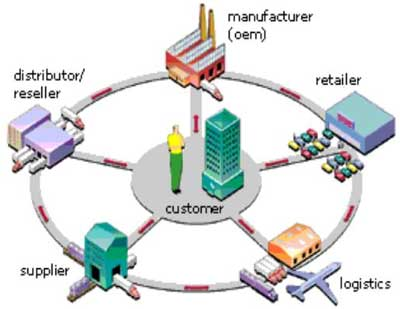 manufacturer
(oem)
distributor/
reseller
retailer
customer
supplier
logistics